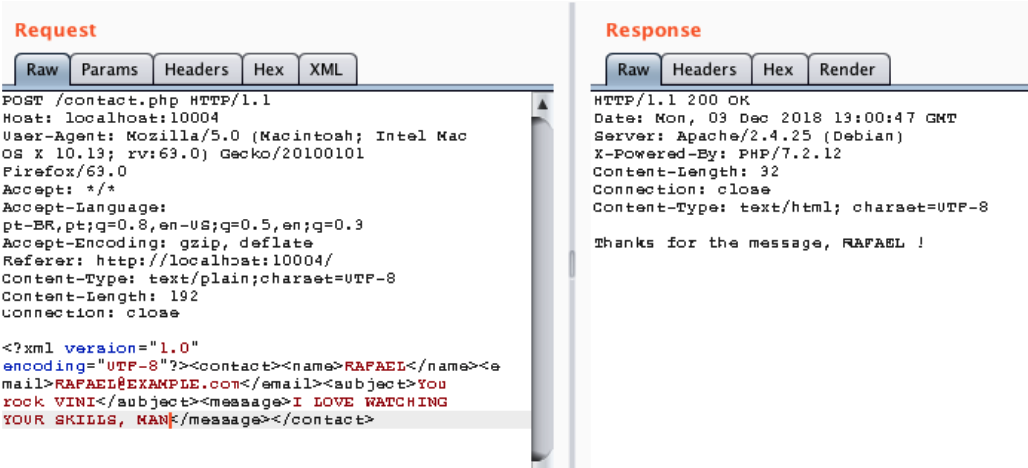 Request
Raw Params Headers Hex XML
POST /contact.php HTTP/1.1
Host: localhost:10004
User-Agent: Mozilla/5.0 (Macintosh; Intel Mac
OS X 10.13; rv:63.0) Gecko/20100101
Firefox/63.0
Accept: */*
Accept-Language:
pt-BR,pt;q=0.8,en-US;q=0.5,en;q=0.3
Accept-Encoding: gzip, deflate
Referer: http://localhost:10004/
Content-Type: text/plain;charset=UTF-8
Content-Length: 192
Connection: close
<?xml version="1.0"
encoding="UTF-8"?><contact><name>RAFAEL</name><e
mail>RAFAEL@EXAMPLE.com</email><subject>You
rock VINI</subject><message>I LOVE WATCHING
YOUR SKILLS, MAN</message></contact>
Response
Raw Headers Hex Render
HTTP/1.1 200 OK
Date: Mon, 03 Dec 2018 13:00:47 GMT
Server: Apache/2.4.25 (Debian)
X-Powered-By: PHP/7.2.12
Content-Length: 32
Connection: close
Content-Type: text/html; charset=UTF-8
Thanks for the message, RAFAEL !